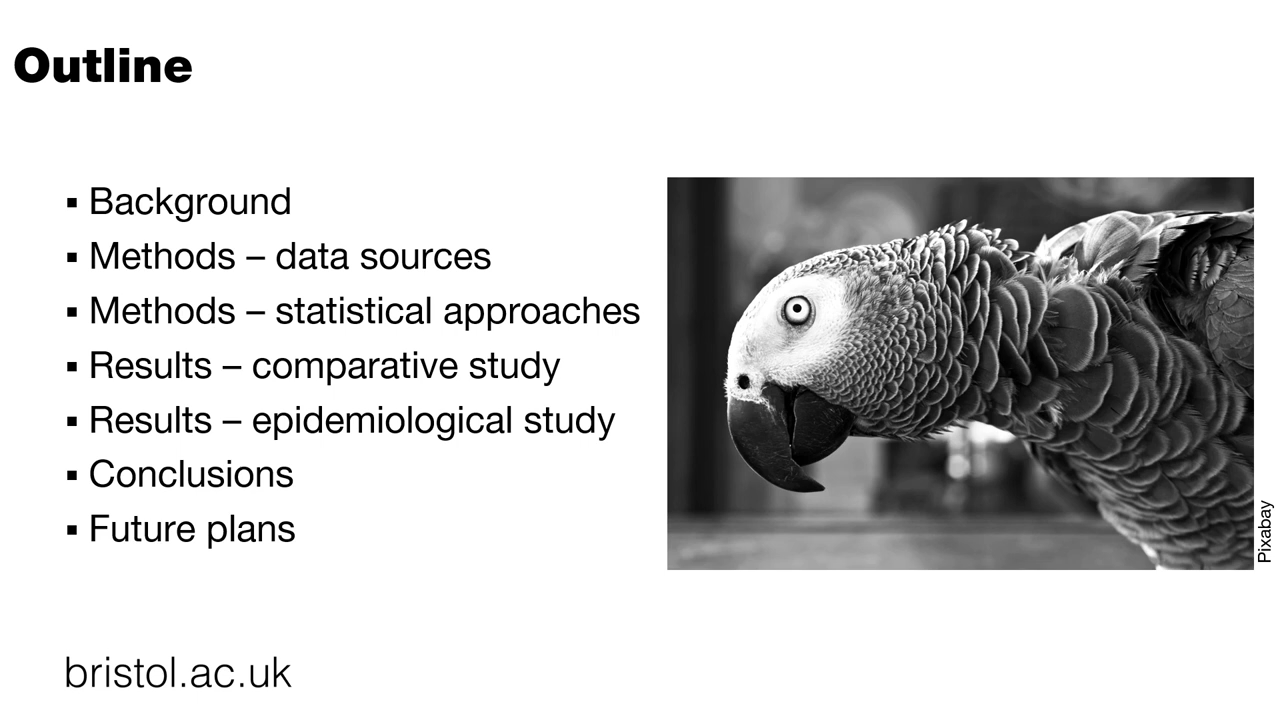 Outline
▪ Background
▪ Methods – data sources
▪ Methods – statistical approaches
▪ Results – comparative study
▪ Results – epidemiological study
▪ Conclusions
▪ Future plans
Pixabay
bristol.ac.uk